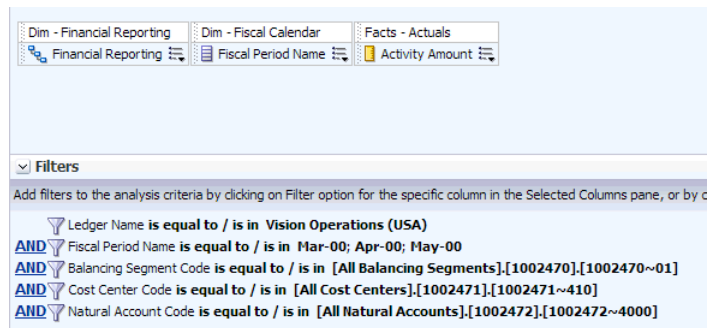 Dim - Financial Reporting Dim - Fiscal Calendar Facts - Actuals
Financial Reporting Fiscal Period Name Activity Amount
Filters
Add filters to the analysis criteria by clicking on Filter option for the specific column in the Selected Columns pane, or by
Ledger Name is equal to / is in Vision Operations (USA)
AND Fiscal Period Name is equal to / is in Mar-00; Apr-00; May-00
AND Balancing Segment Code is equal to / is in [All Balancing Segments].[1002470].[1002470~01]
AND Cost Center Code is equal to / is in [All Cost Centers].[1002471].[1002471~410]
AND Natural Account Code is equal to / is in [All Natural Accounts].[1002472].[1002472~4000]